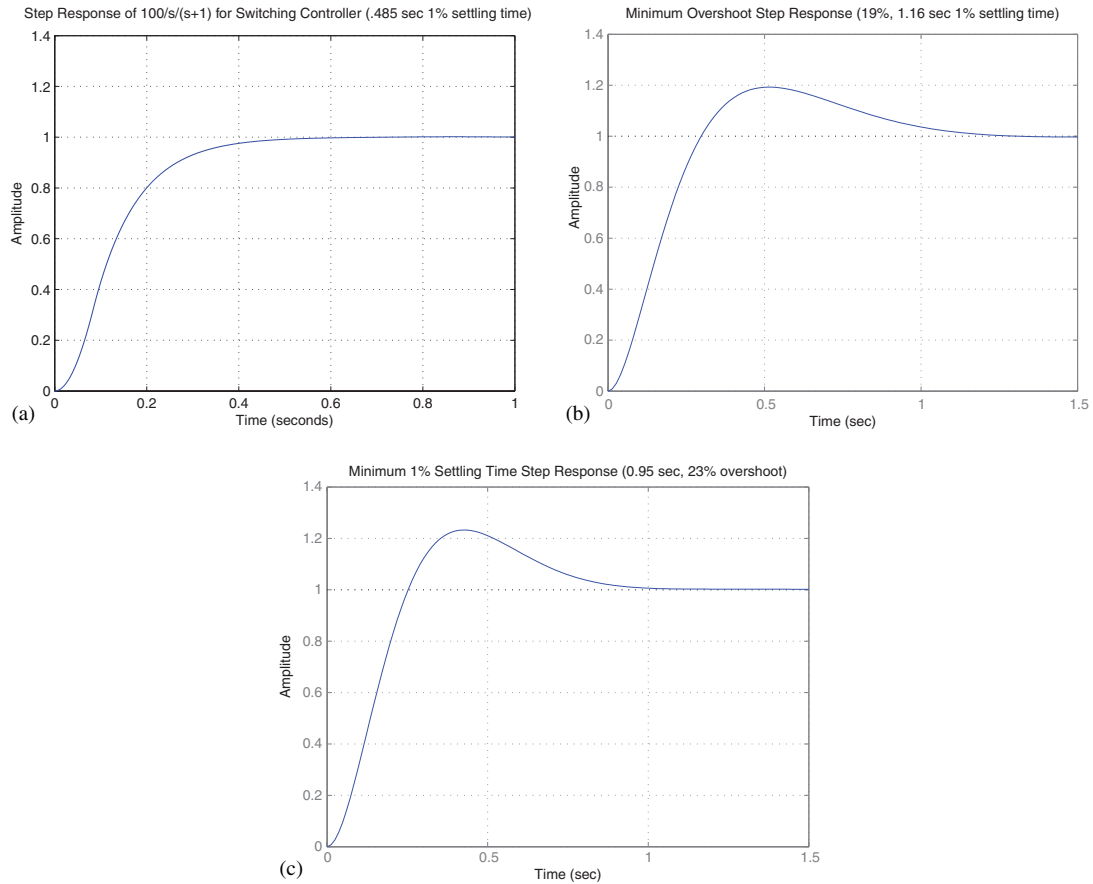 Step Response of 100/s/(s+1) for Switching Controller (.485 sec 1% settling time)
1.4
1.2
1
0.8
0.6
0.4
0.2
0
Amplitude
0 0.2 0.4 0.6 0.8 1
Time (seconds)
(a)
Minimum Overshoot Step Response (19%, 1.16 sec 1% settling time)
1.4
1.2
1
0.8
0.6
0.4
0.2
0
Amplitude
0 0.5 1 1.5
Time (sec)
(b)
Minimum 1% Settling Time Step Response (0.95 sec, 23% overshoot)
1.4
1.2
1
0.8
0.6
0.4
0.2
0
Amplitude
0 0.5 1 1.5
Time (sec)
(c)